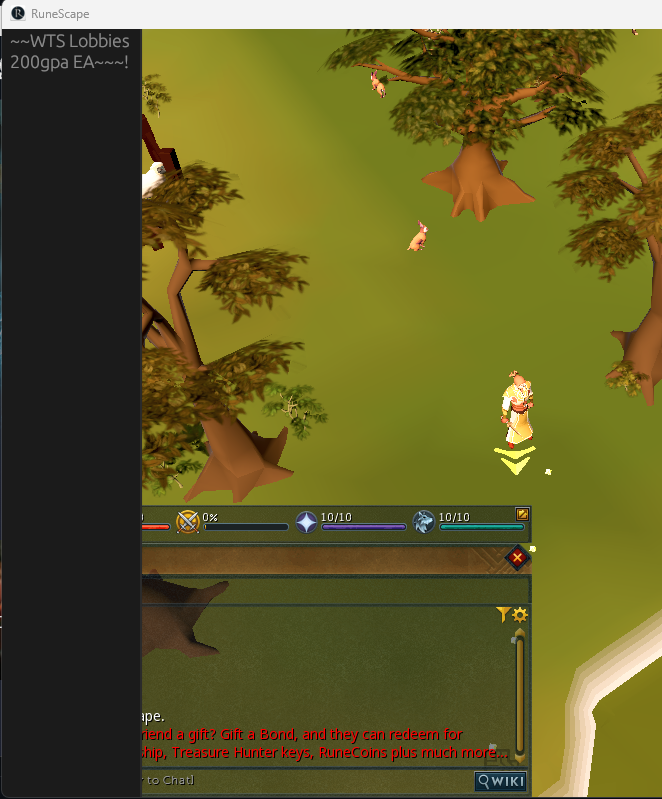 RuneScape
~~WTS Lobbies
200gpa EA~~~!
0%
10/10
10/10
ape.
riend a gift? Gift a Bond, and they can redeem for
ship, Treasure Hunter keys, RuneCoins plus much more...
to Chat]
WIKI